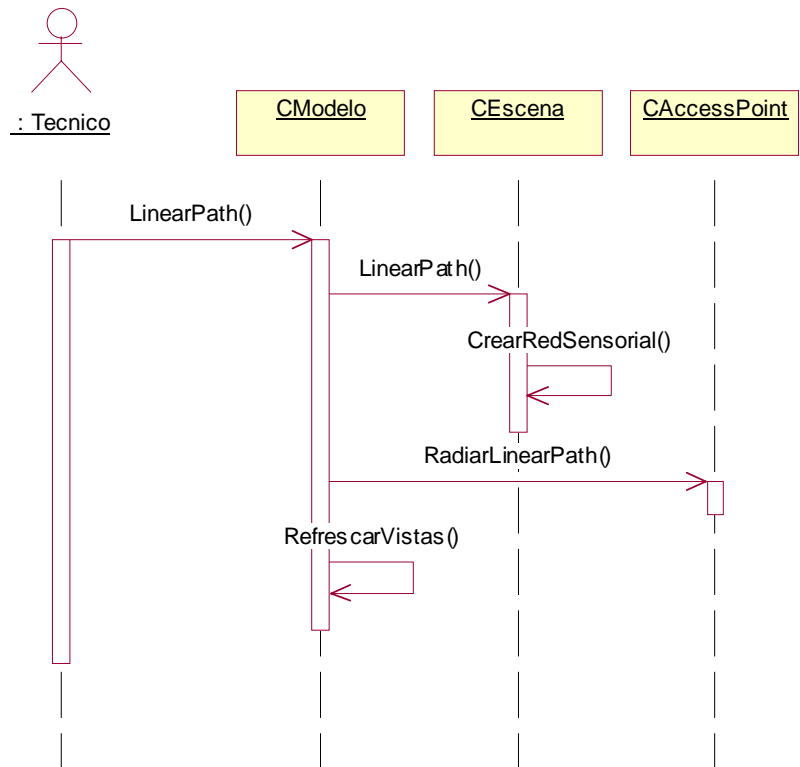 : Tecnico
CModelo
CEscena
CAccessPoint
LinearPath()
LinearPath()
CrearRedSensorial()
RadiarLinearPath()
RefrescarVistas()